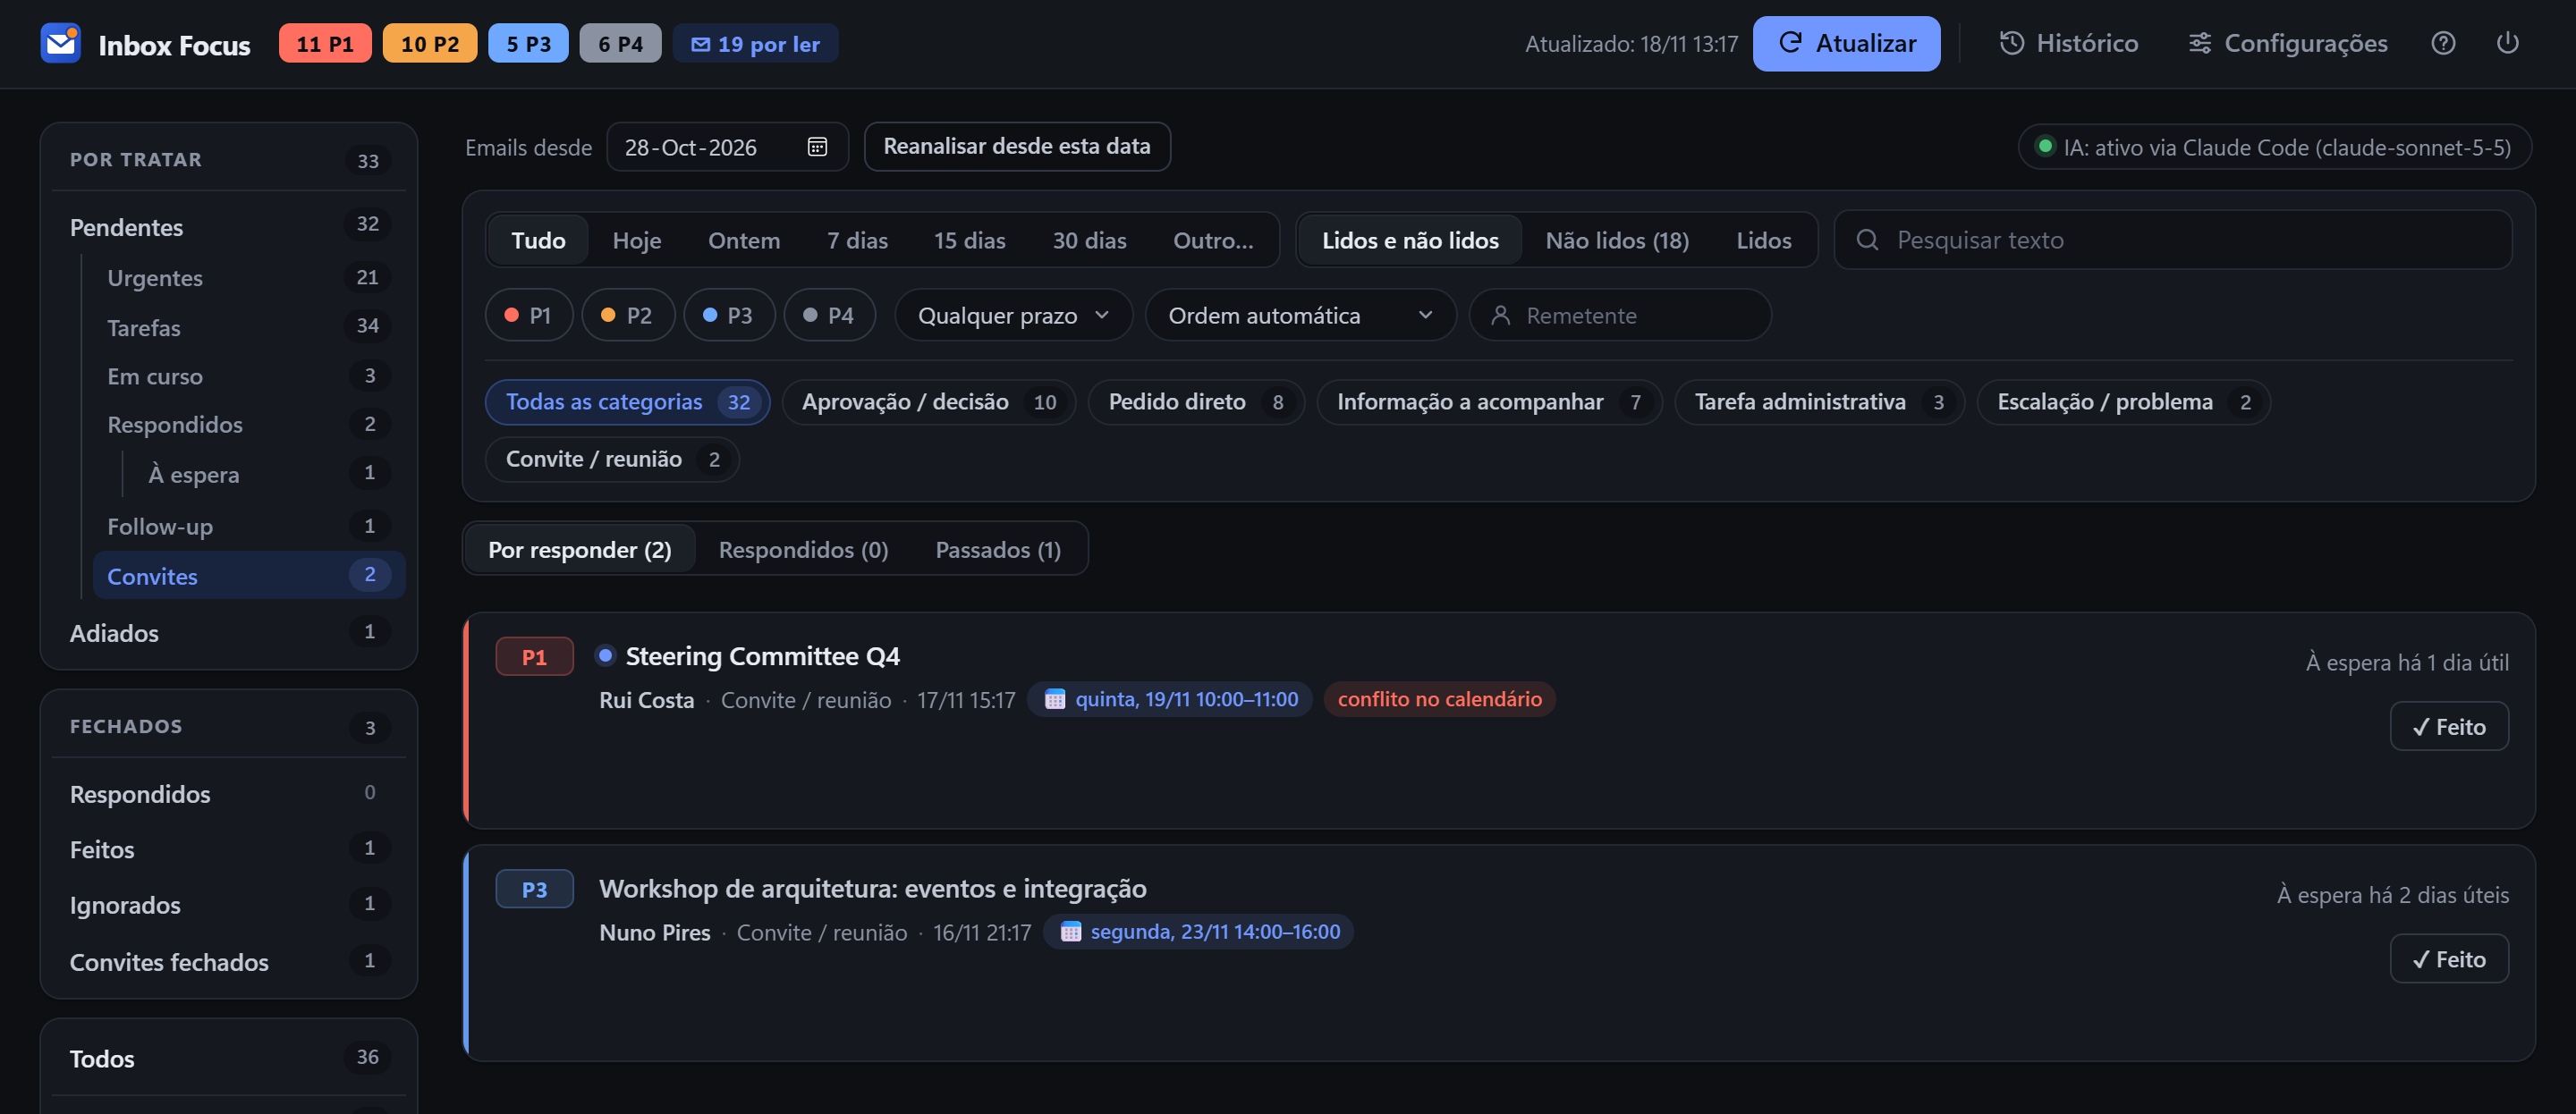 Inbox Focus 11 P1 10 P2 5 P3 6 P4 19 por ler Atualizado: 18/11 13:17 Atualizar Histórico Configurações
POR TRATAR 33
Pendentes 32
Urgentes 21
Tarefas 34
Em curso 3
Respondidos 2
À espera 1
Follow-up 1
Convites 2
Adiados 1
FECHADOS 3
Respondidos 0
Feitos 1
Ignorados 1
Convites fechados 1
Todos 36
Emails desde 28-Oct-2026 Reanalisar desde esta data IA: ativo via Claude Code (claude-sonnet-5-5)
Tudo Hoje Ontem 7 dias 15 dias 30 dias Outro... Lidos e não lidos Não lidos (18) Lidos Pesquisar texto
P1 P2 P3 P4 Qualquer prazo Ordem automática Remetente
Todas as categorias 32 Aprovação / decisão 10 Pedido direto 8 Informação a acompanhar 7 Tarefa administrativa 3 Escalação / problema 2
Convite / reunião 2
Por responder (2) Respondidos (0) Passados (1)
P1 Steering Committee Q4 À espera há 1 dia útil
Rui Costa · Convite / reunião · 17/11 15:17 quinta, 19/11 10:00–11:00 conflito no calendário
✓ Feito
P3 Workshop de arquitetura: eventos e integração À espera há 2 dias úteis
Nuno Pires · Convite / reunião · 16/11 21:17 segunda, 23/11 14:00–16:00
✓ Feito